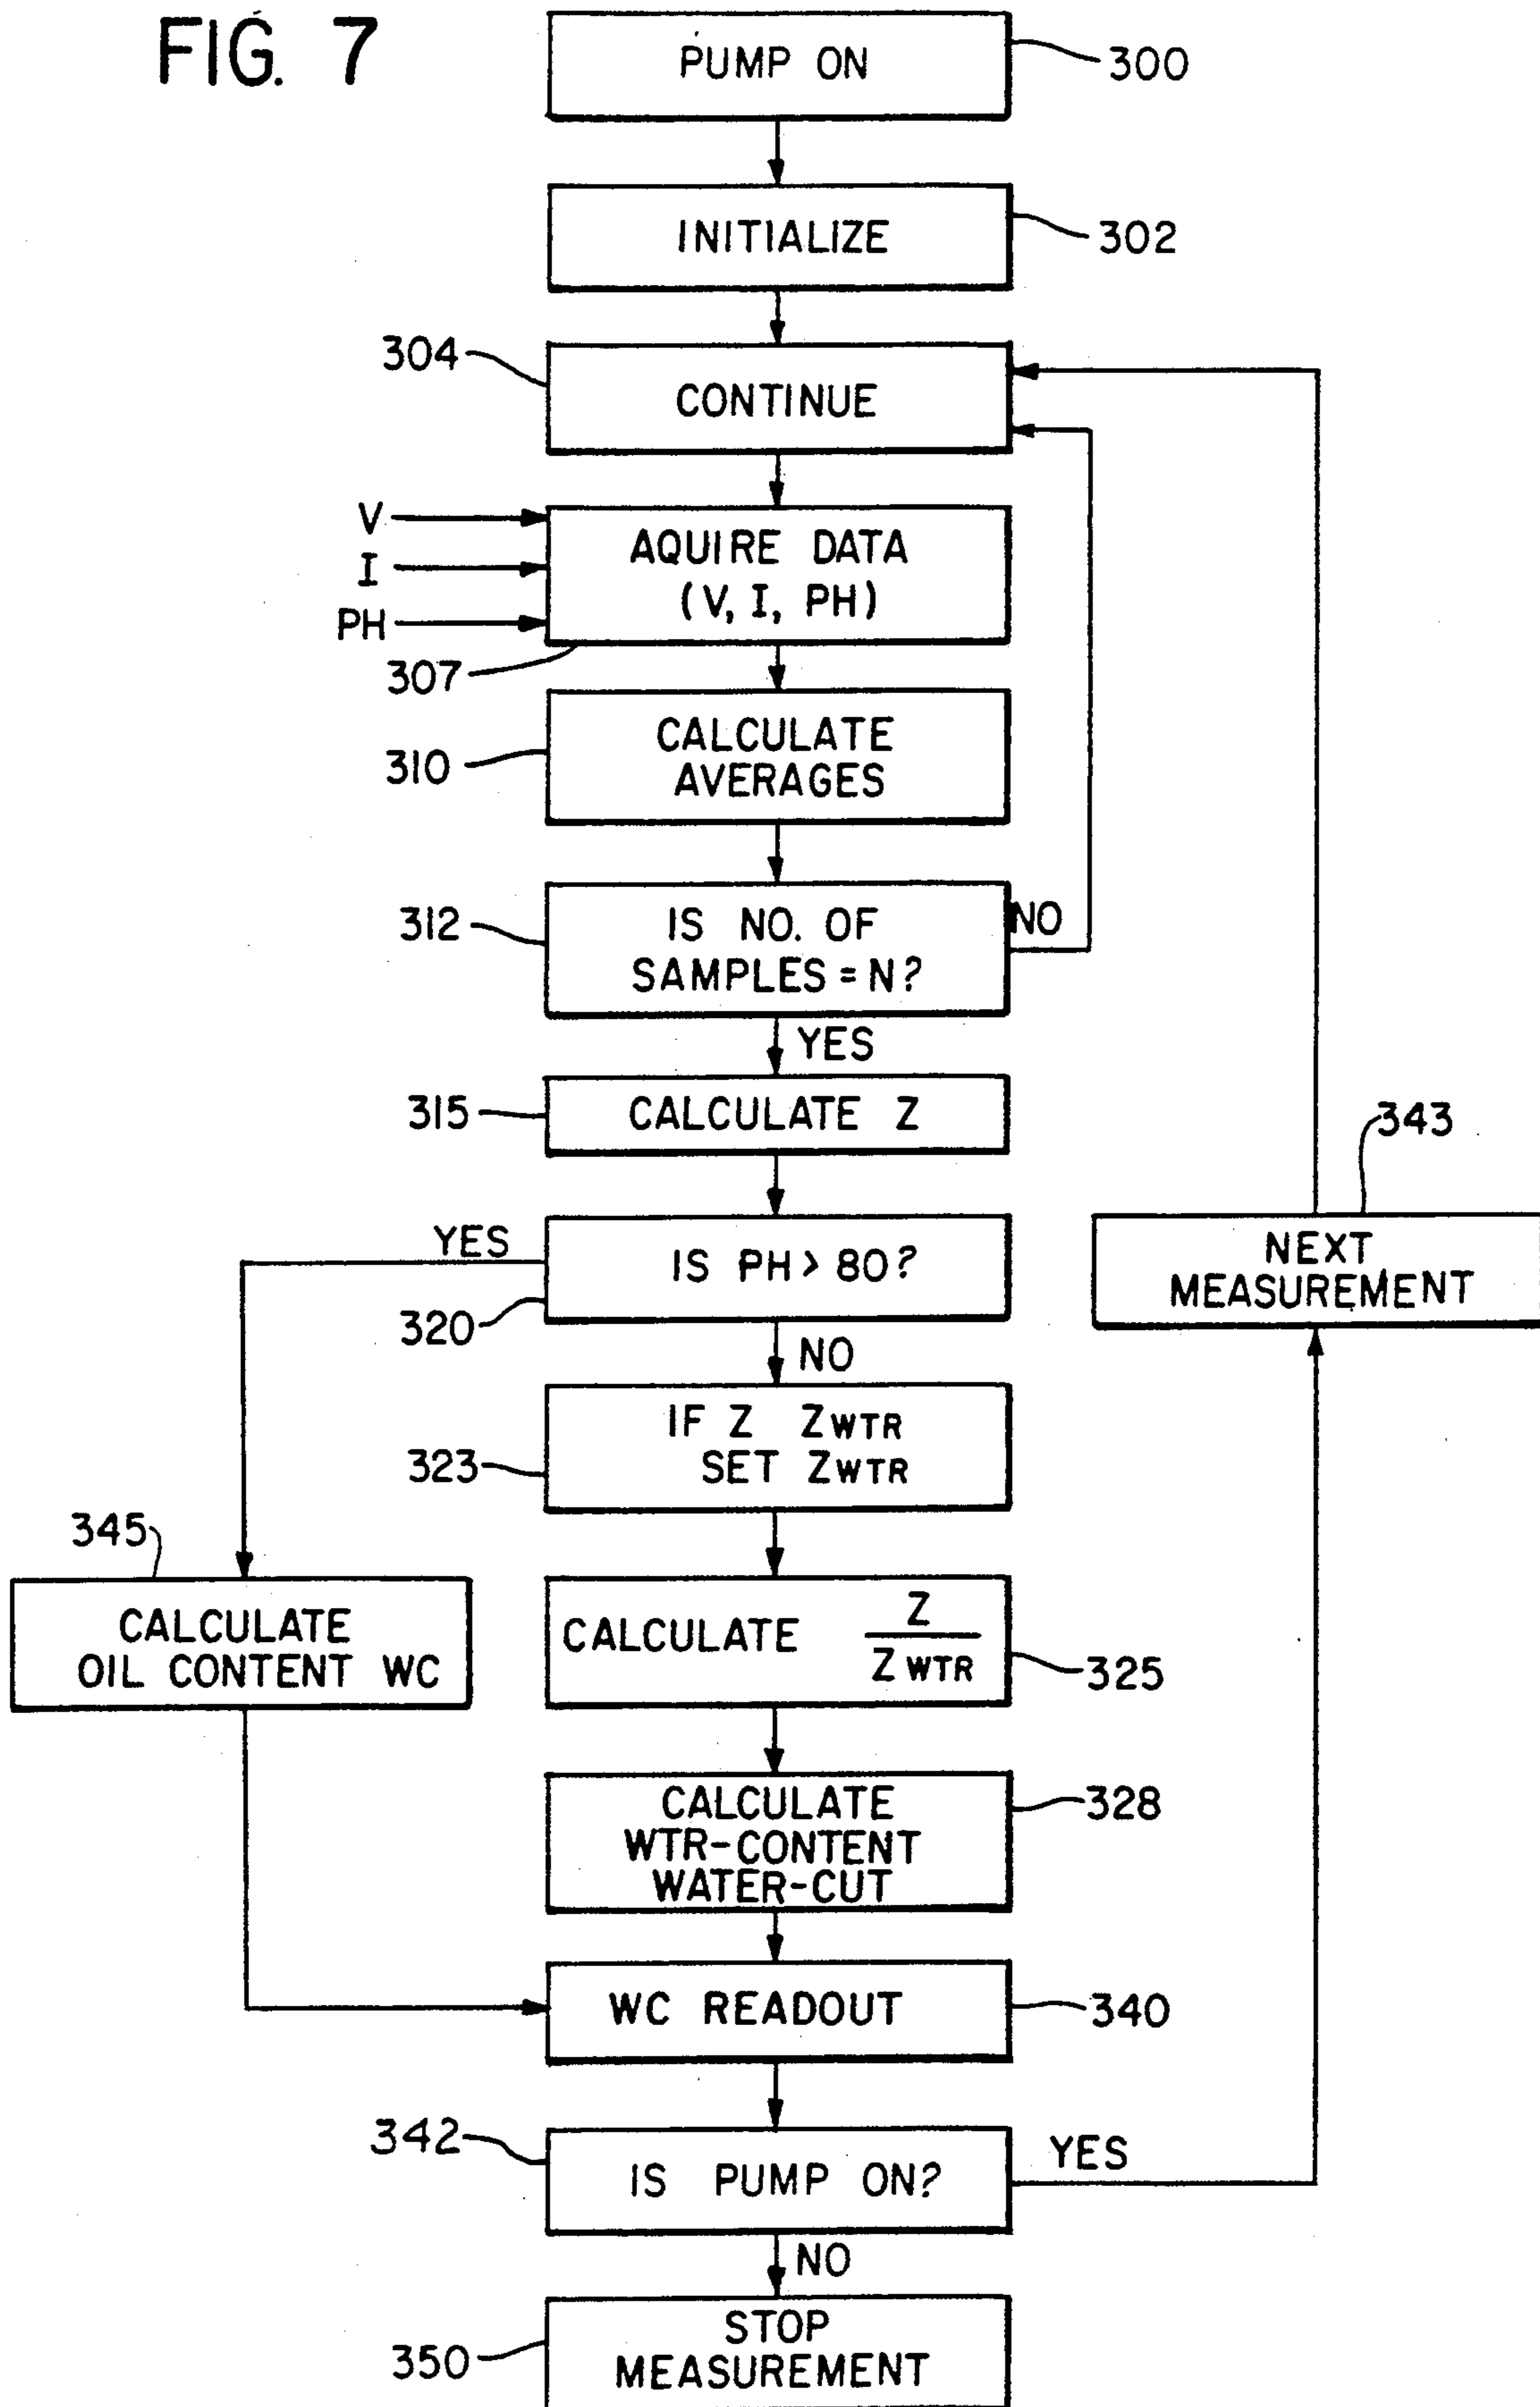 FIG. 7
PUMP ON
300
INITIALIZE
302
304
CONTINUE
V
I
PH
AQUIRE DATA
(V, I, PH)
307
310
CALCULATE
AVERAGES
312
IS NO. OF
SAMPLES = N?
NO
YES
315
CALCULATE Z
343
NEXT
MEASUREMENT
YES
IS PH > 80?
320
NO
323
IF Z ZWTR
SET ZWTR
345
CALCULATE
OIL CONTENT WC
CALCULATE Z
ZWTR
325
CALCULATE
WTR-CONTENT
WATER-CUT
328
WC READOUT
340
342
IS PUMP ON?
YES
NO
350
STOP
MEASUREMENT